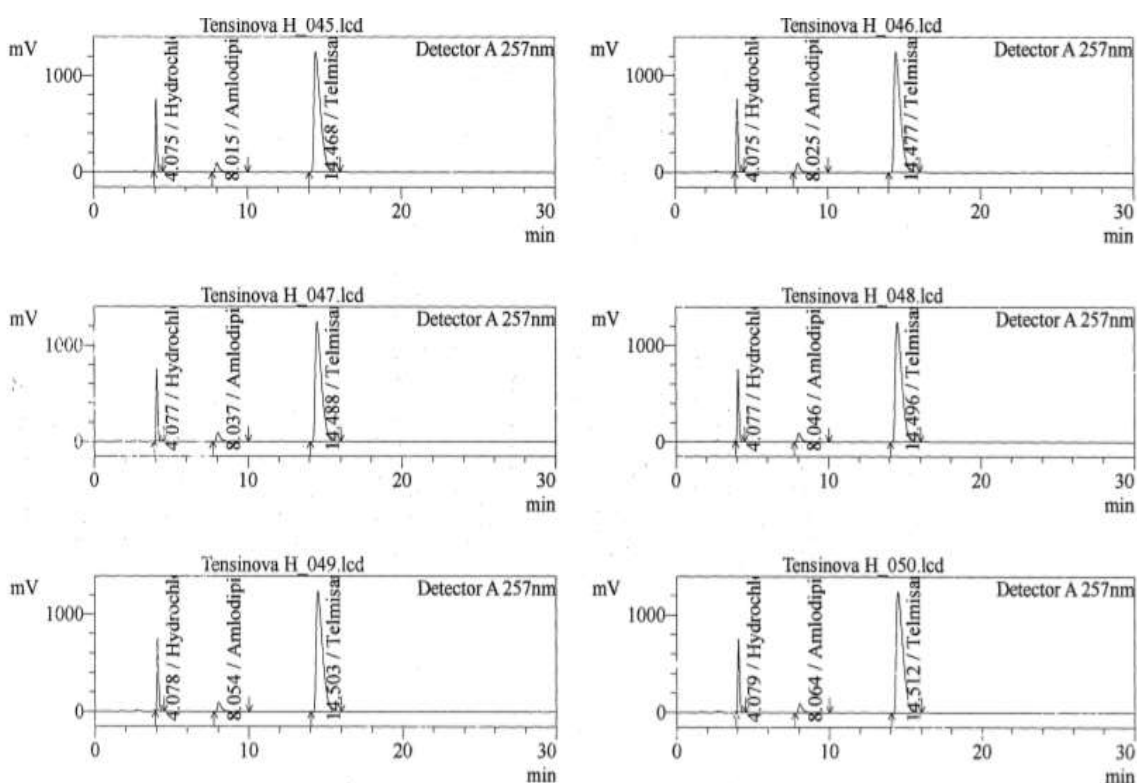 Tensinova H_045.lcd
mV
Detector A 257nm
1000
0
4.075 / Hydrochl
8.015 / Amlodipi
14.468 / Telmisar
0 10 20 30
min
Tensinova H_046.lcd
mV
Detector A 257nm
1000
0
4.075 / Hydrochl
8.025 / Amlodipi
14.477 / Telmisar
0 10 20 30
min
Tensinova H_047.lcd
mV
Detector A 257nm
1000
0
4.077 / Hydrochl
8.037 / Amlodipi
14.488 / Telmisar
0 10 20 30
min
Tensinova H_048.lcd
mV
Detector A 257nm
1000
0
4.077 / Hydrochl
8.046 / Amlodipi
14.496 / Telmisar
0 10 20 30
min
Tensinova H_049.lcd
mV
Detector A 257nm
1000
0
4.078 / Hydrochl
8.054 / Amlodipi
14.503 / Telmisar
0 10 20 30
min
Tensinova H_050.lcd
mV
Detector A 257nm
1000
0
4.079 / Hydrochl
8.064 / Amlodipi
14.512 / Telmisar
0 10 20 30
min